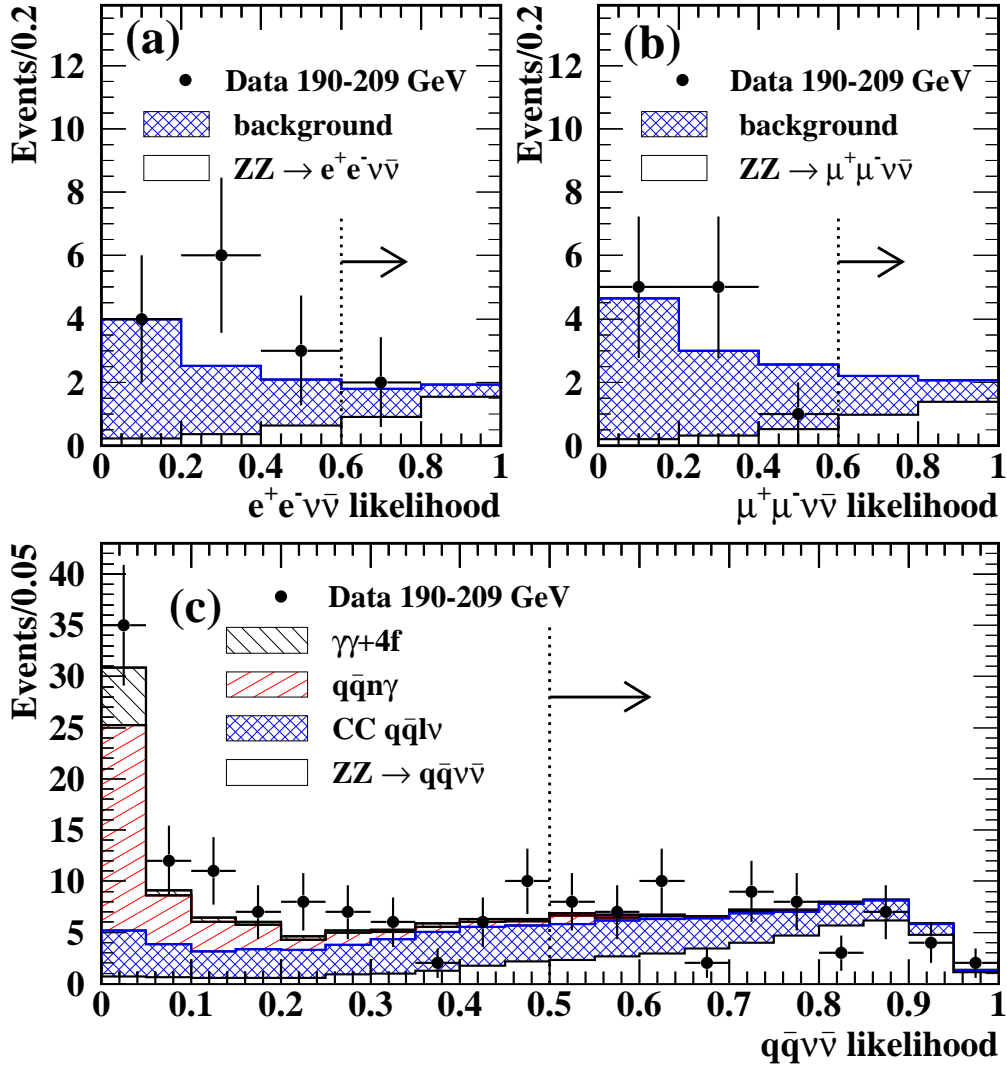 Events/0.2
(a)
Data 190-209 GeV
background
ZZ → e⁺e⁻νν̄
12
10
8
6
4
2
0
0 0.2 0.4 0.6 0.8 1
e⁺e⁻νν̄ likelihood
Events/0.2
(b)
Data 190-209 GeV
background
ZZ → μ⁺μ⁻νν̄
12
10
8
6
4
2
0
0 0.2 0.4 0.6 0.8 1
μ⁺μ⁻νν̄ likelihood
Events/0.05
(c)
Data 190-209 GeV
γγ+4f
qq̄nγ
CC qq̄lν
ZZ → qq̄νν̄
40
35
30
25
20
15
10
5
0
0 0.1 0.2 0.3 0.4 0.5 0.6 0.7 0.8 0.9 1
qq̄νν̄ likelihood